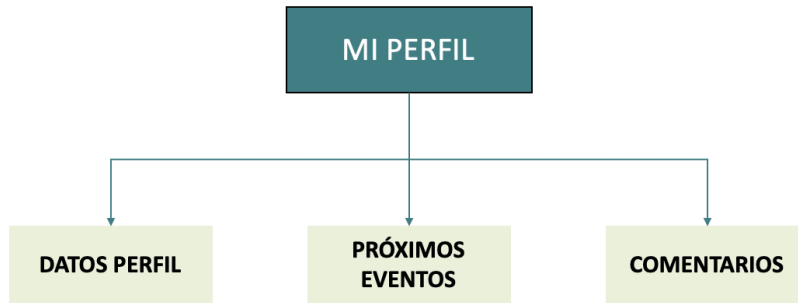 MI PERFIL
DATOS PERFIL
PRÓXIMOS
EVENTOS
COMENTARIOS